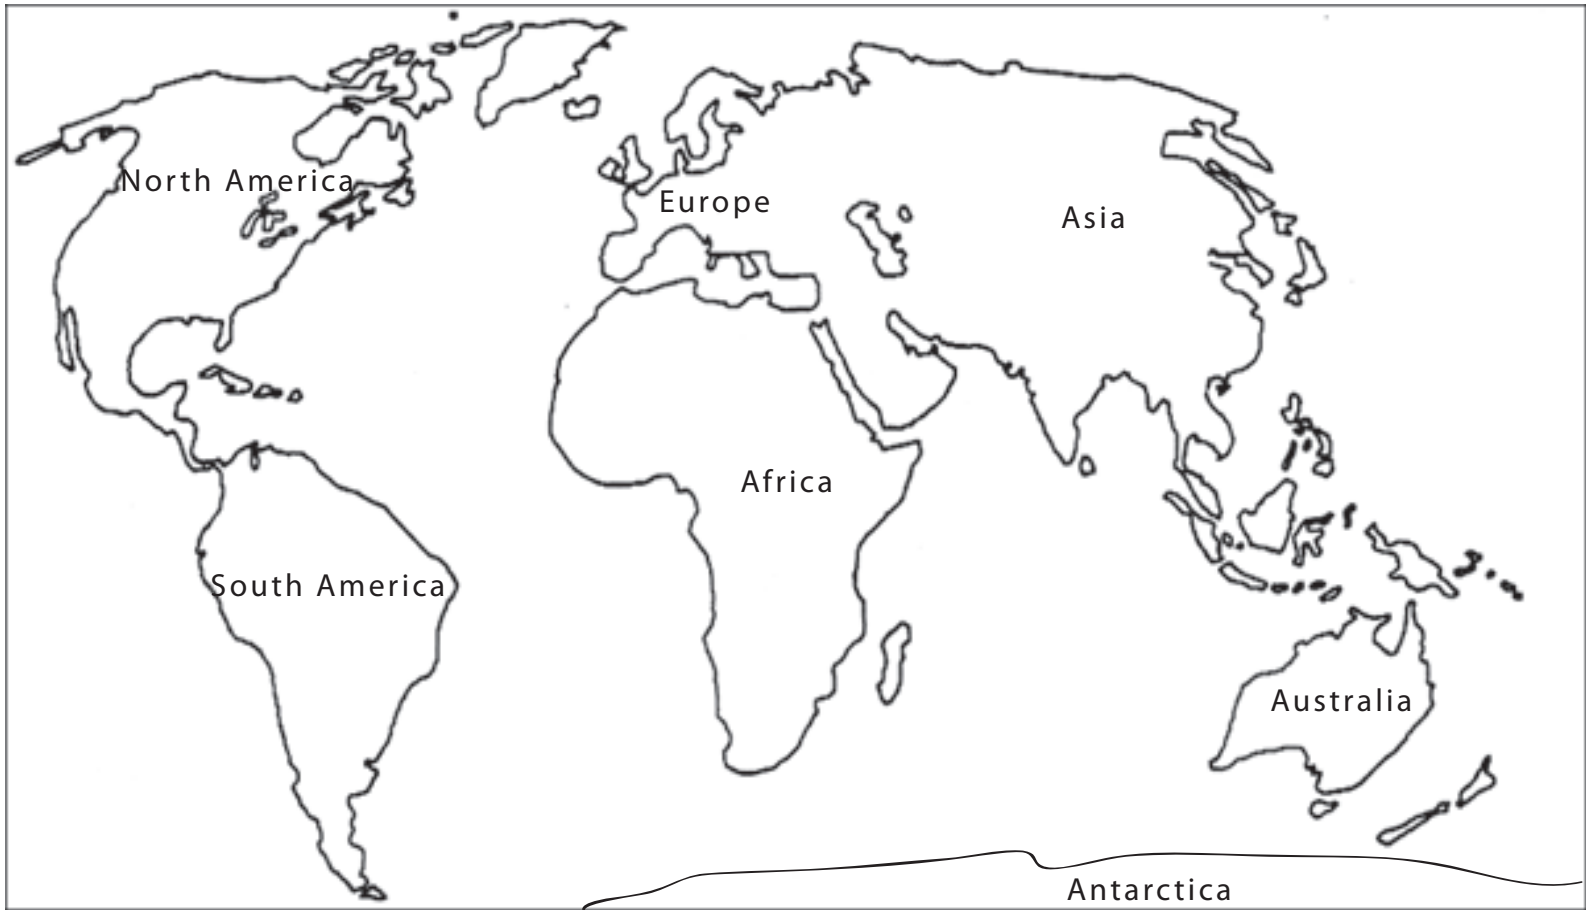 North America
Europe
Asia
Africa
South America
Australia
Antarctica